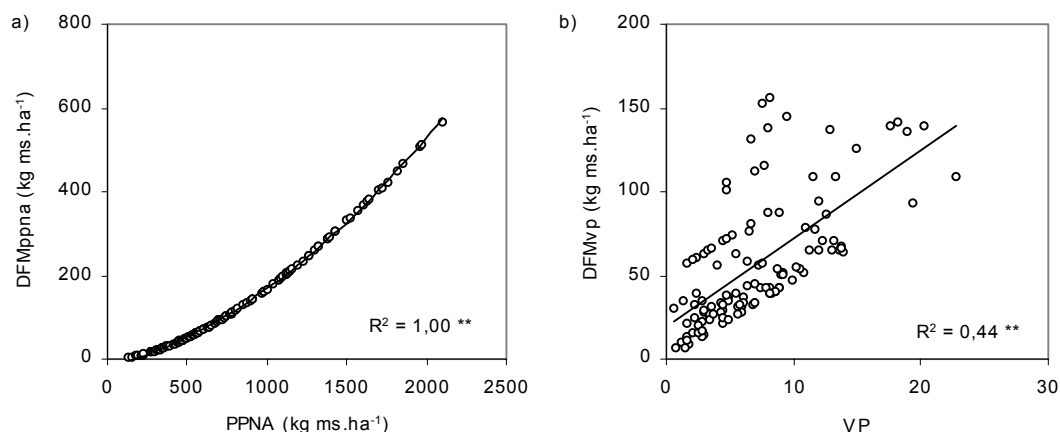 a)
DFMppna (kg ms.ha⁻¹)
800
600
400
200
0
0 500 1000 1500 2000 2500
PPNA (kg ms.ha⁻¹)
R² = 1,00 **
b)
DFMvp (kg ms.ha⁻¹)
200
150
100
50
0
0 10 20 30
VP
R² = 0,44 **